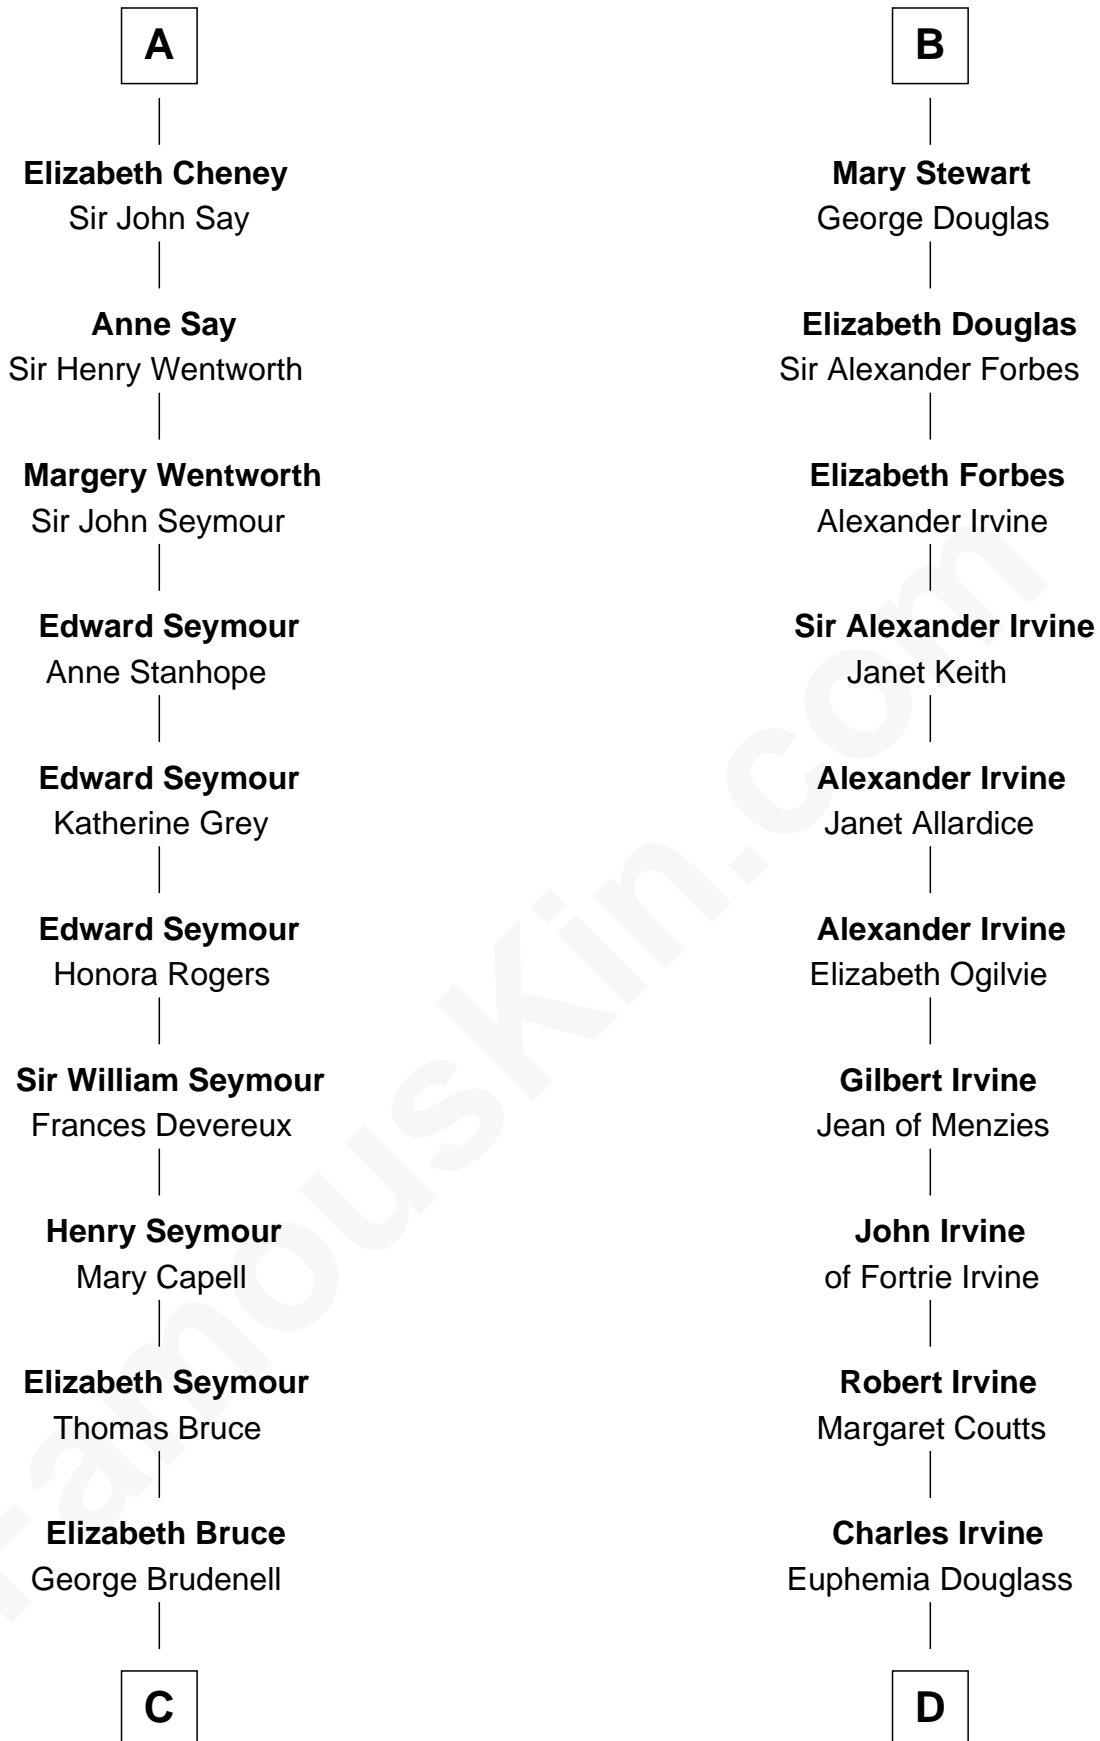 A
Elizabeth Cheney
Sir John Say
Anne Say
Sir Henry Wentworth
Margery Wentworth
Sir John Seymour
Edward Seymour
Anne Stanhope
Edward Seymour
Katherine Grey
Edward Seymour
Honora Rogers
Sir William Seymour
Frances Devereux
Henry Seymour
Mary Capell
Elizabeth Seymour
Thomas Bruce
Elizabeth Bruce
George Brudenell
C
B
Mary Stewart
George Douglas
Elizabeth Douglas
Sir Alexander Forbes
Elizabeth Forbes
Alexander Irvine
Sir Alexander Irvine
Janet Keith
Alexander Irvine
Janet Allardice
Alexander Irvine
Elizabeth Ogilvie
Gilbert Irvine
Jean of Menzies
John Irvine
of Fortrie Irvine
Robert Irvine
Margaret Coutts
Charles Irvine
Euphemia Douglass
D
FamousKin.com